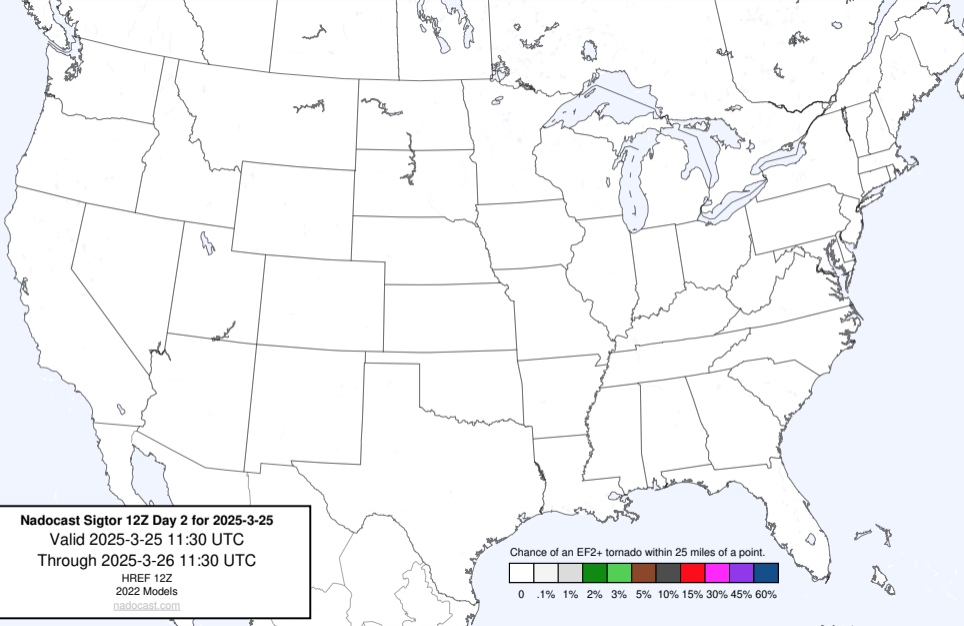 Nadocast Sigtor 12Z Day 2 for 2025-3-25
Valid 2025-3-25 11:30 UTC
Through 2025-3-26 11:30 UTC
HREF 12Z
2022 Models
nadocast.com
Chance of an EF2+ tornado within 25 miles of a point.
0 .1% 1% 2% 3% 5% 10% 15% 30% 45% 60%